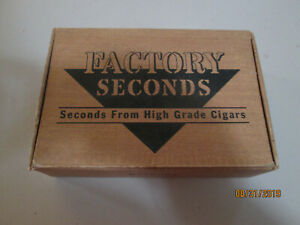 FACTORY
SECONDS
Seconds From High Grade Cigars